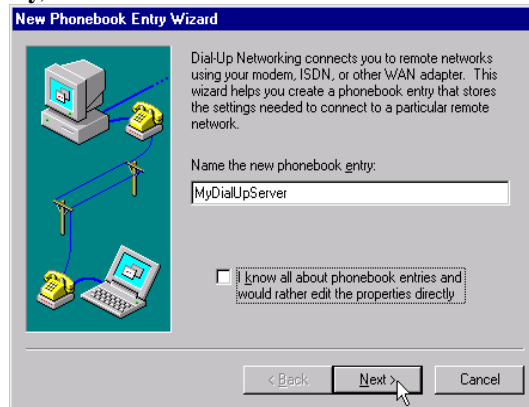 New Phonebook Entry Wizard
Dial-Up Networking connects you to remote networks
using your modem, ISDN, or other WAN adapter. This
wizard helps you create a phonebook entry that stores
the settings needed to connect to a particular remote
network.
Name the new phonebook entry:
MyDialUpServer
I know all about phonebook entries and
would rather edit the properties directly
< Back
Next >
Cancel